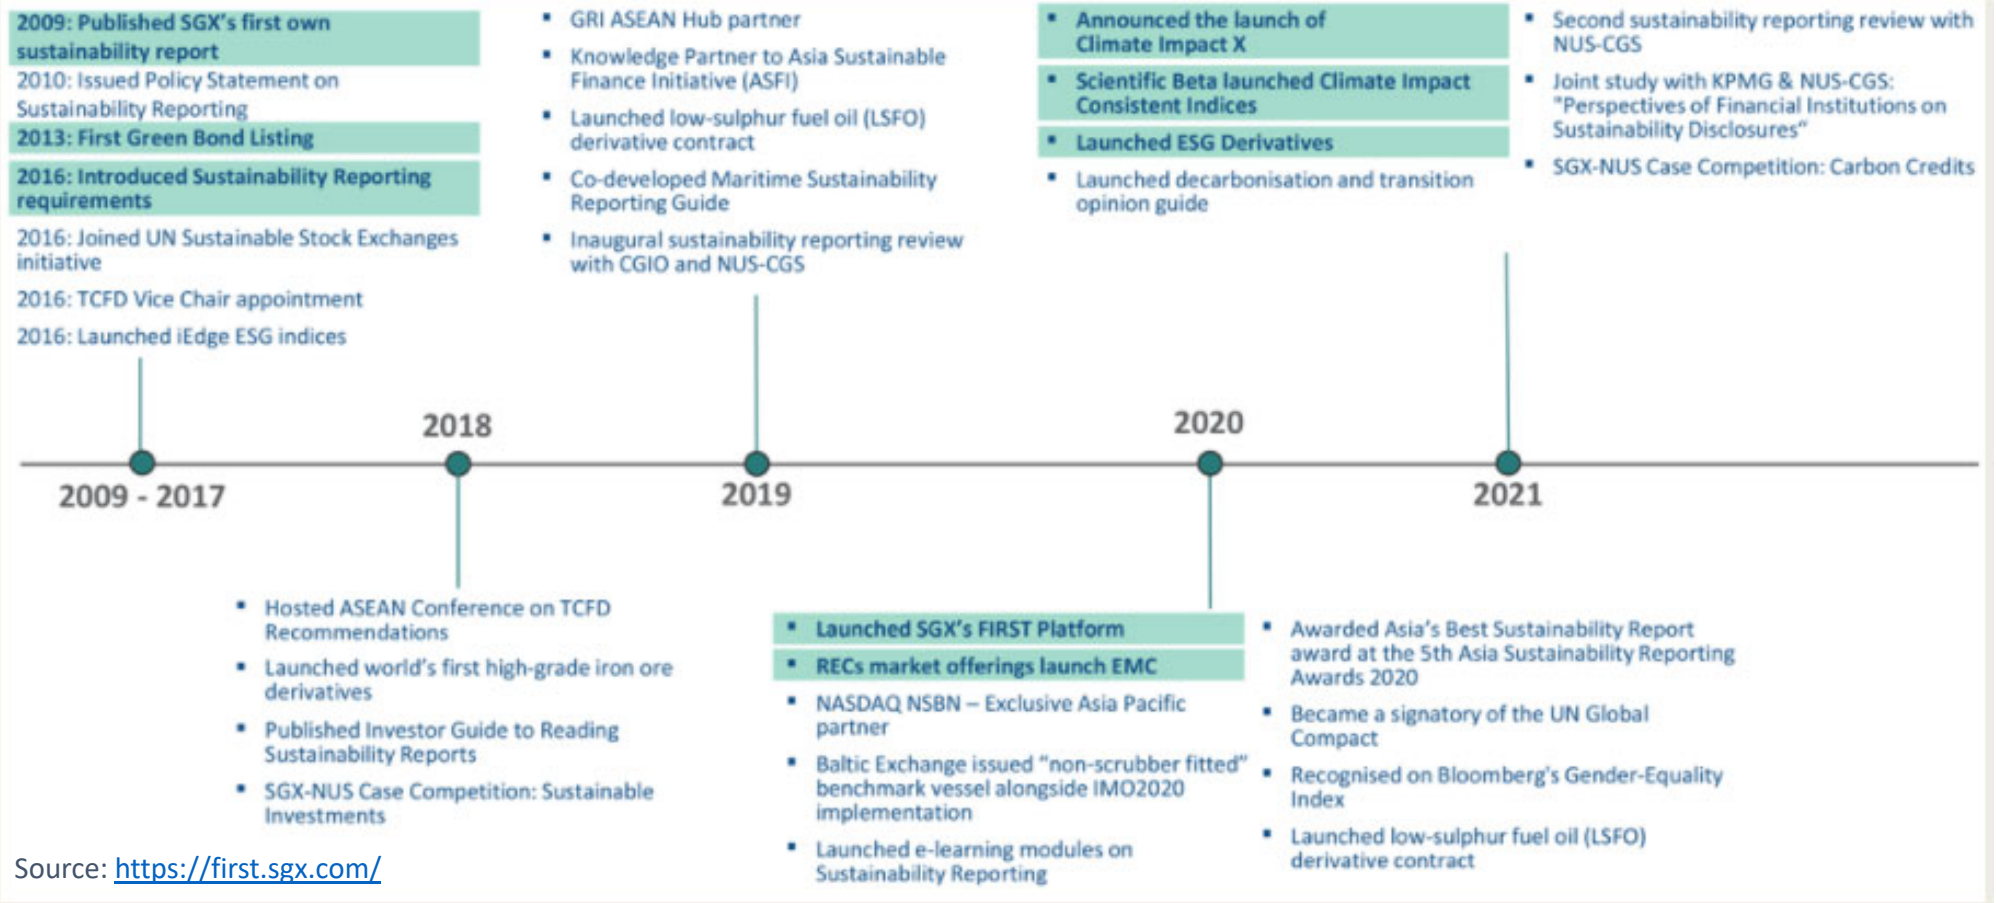 2009: Published SGX's first own
sustainability report
2010: Issued Policy Statement on
Sustainability Reporting
2013: First Green Bond Listing
2016: Introduced Sustainability Reporting
requirements
2016: Joined UN Sustainable Stock Exchanges
initiative
2016: TCFD Vice Chair appointment
2016: Launched iEdge ESG indices
▪ GRI ASEAN Hub partner
▪ Knowledge Partner to Asia Sustainable
Finance Initiative (ASFI)
▪ Launched low-sulphur fuel oil (LSFO)
derivative contract
▪ Co-developed Maritime Sustainability
Reporting Guide
▪ Inaugural sustainability reporting review
with CGIO and NUS-CGS
▪ Announced the launch of
Climate Impact X
▪ Scientific Beta launched Climate Impact
Consistent Indices
▪ Launched ESG Derivatives
▪ Launched decarbonisation and transition
opinion guide
▪ Second sustainability reporting review with
NUS-CGS
▪ Joint study with KPMG & NUS-CGS:
"Perspectives of Financial Institutions on
Sustainability Disclosures“
▪ SGX-NUS Case Competition: Carbon Credits
2009 - 2017
2018
2019
2020
2021
▪ Hosted ASEAN Conference on TCFD
Recommendations
▪ Launched world's first high-grade iron ore
derivatives
▪ Published Investor Guide to Reading
Sustainability Reports
▪ SGX-NUS Case Competition: Sustainable
Investments
▪ Launched SGX's FIRST Platform
▪ RECs market offerings launch EMC
▪ NASDAQ NSBN – Exclusive Asia Pacific
partner
▪ Baltic Exchange issued “non-scrubber fitted”
benchmark vessel alongside IMO2020
implementation
▪ Launched e-learning modules on
Sustainability Reporting
▪ Awarded Asia's Best Sustainability Report
award at the 5th Asia Sustainability Reporting
Awards 2020
▪ Became a signatory of the UN Global
Compact
▪ Recognised on Bloomberg's Gender-Equality
Index
▪ Launched low-sulphur fuel oil (LSFO)
derivative contract
Source: https://first.sgx.com/